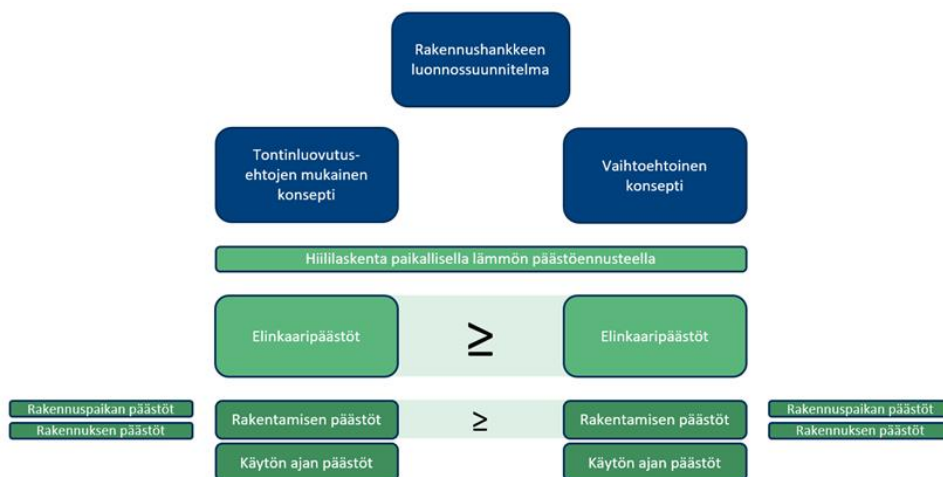 Rakennushankkeen
luonnossuunnitelma
Tontinluovutus-
ehtojen mukainen
konsepti
Vaihtoehtoinen
konsepti
Hiililaskenta paikallisella lämmön päästöennusteella
Elinkaaripäästöt
≥
Elinkaaripäästöt
Rakennuspaikan päästöt
Rakennuksen päästöt
Rakentamisen päästöt
≥
Rakentamisen päästöt
Rakennuspaikan päästöt
Rakennuksen päästöt
Käytön ajan päästöt
Käytön ajan päästöt